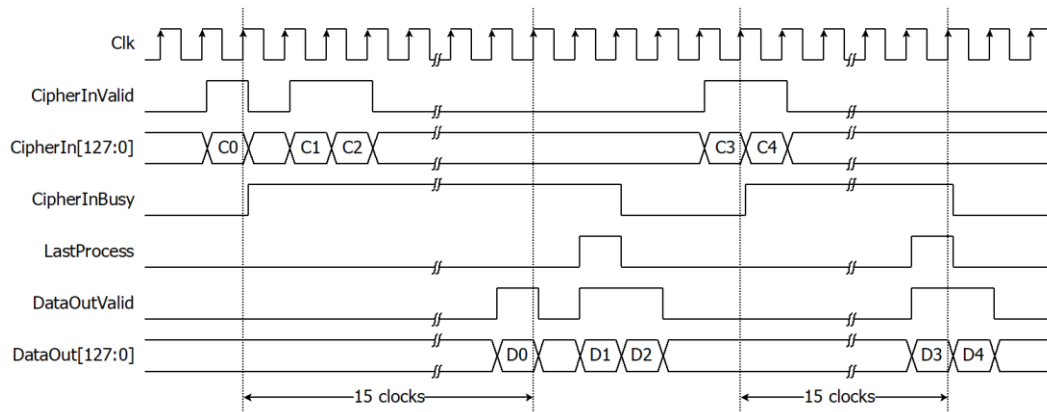 Clk
CipherInValid
CipherIn[127:0] C0 C1 C2 C3 C4
CipherInBusy
LastProcess
DataOutValid
DataOut[127:0] D0 D1 D2 D3 D4
15 clocks 15 clocks